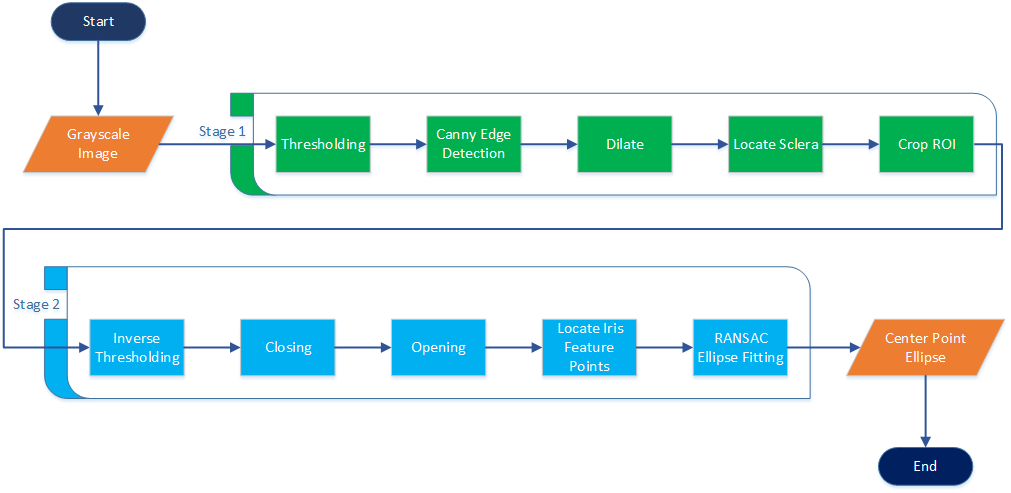 Start
Grayscale
Image
Stage 1
Thresholding
Canny Edge
Detection
Dilate
Locate Sclera
Crop ROI
Stage 2
Inverse
Thresholding
Closing
Opening
Locate Iris
Feature
Points
RANSAC
Ellipse Fitting
Center Point
Ellipse
End